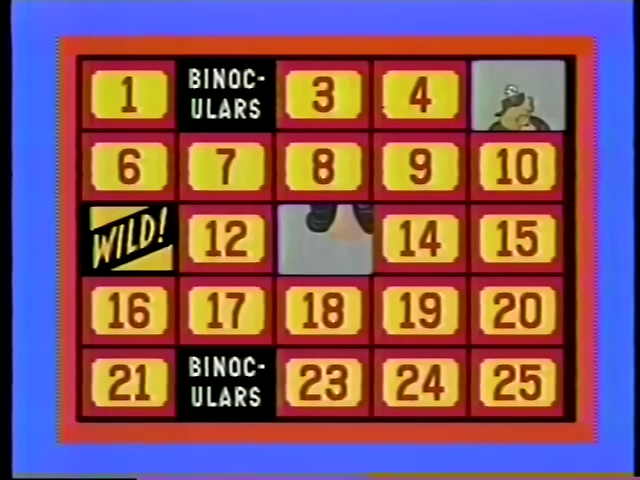 1 BINOC-
ULARS 3 4
6 7 8 9 10
WILD! 12 14 15
16 17 18 19 20
21 BINOC-
ULARS 23 24 25